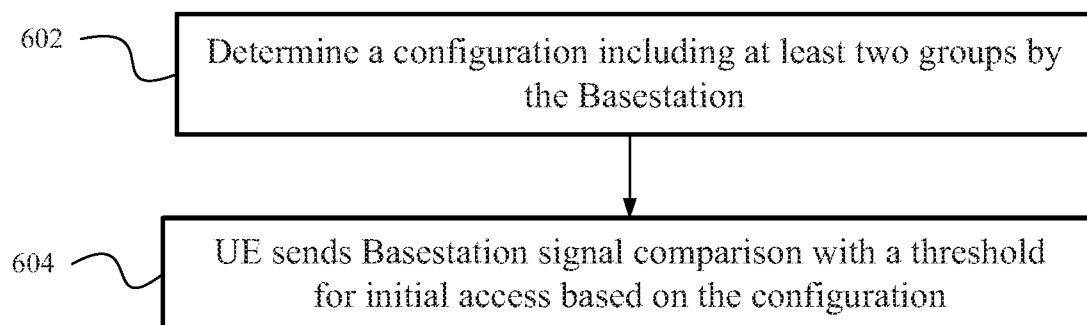 602
Determine a configuration including at least two groups by
the Basestation
604
UE sends Basestation signal comparison with a threshold
for initial access based on the configuration